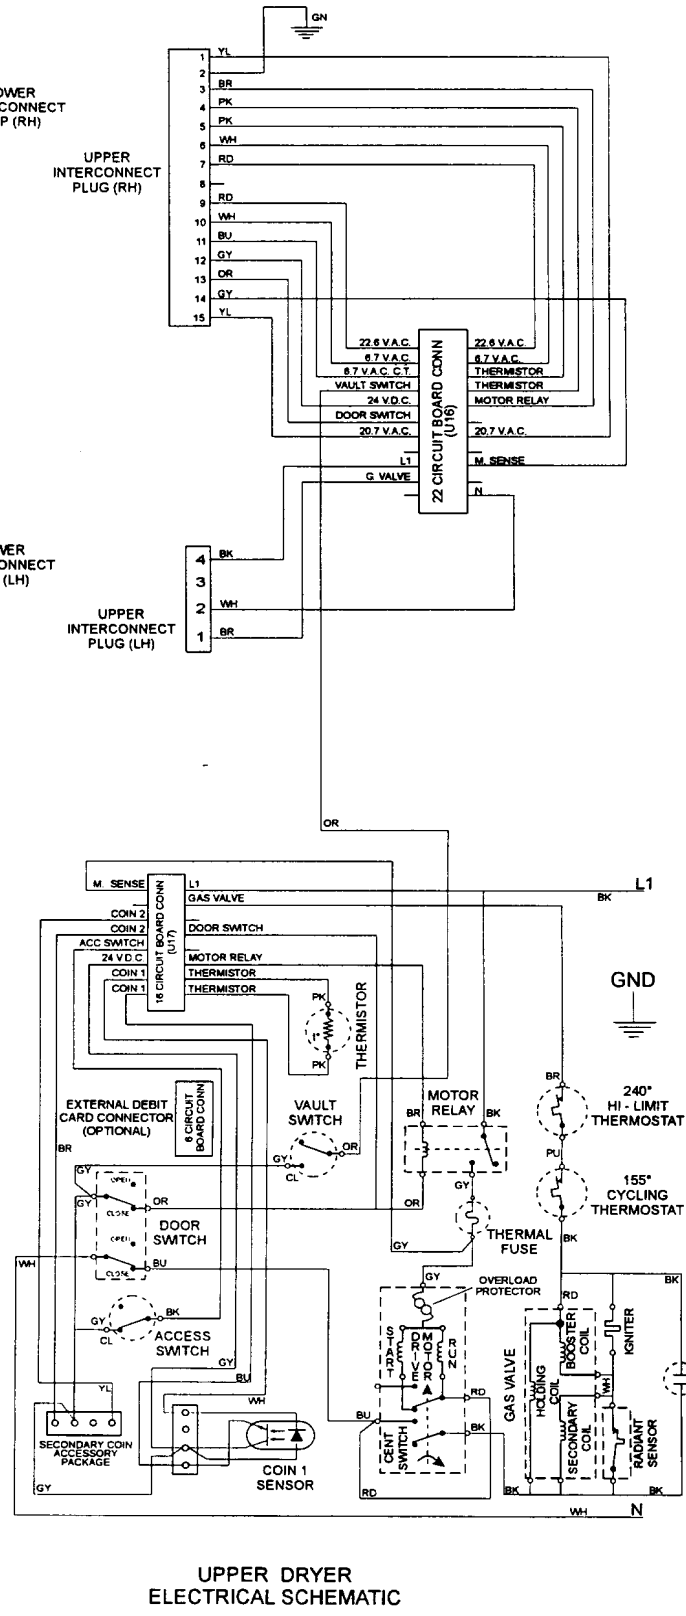 GN
OWER
CONNECT
P (RH)
UPPER
INTERCONNECT
PLUG (RH)
1 YL
2
3 BR
4 PK
5 PK
6 WH
7 RD
8
9 RD
10 WH
11 BU
12 GY
13 OR
14 GY
15 YL
22.6 V.A.C. 22.6 V.A.C.
6.7 V.A.C. 6.7 V.A.C.
6.7 V.A.C. C.T. THERMISTOR
VAULT SWITCH THERMISTOR
24 V.D.C. MOTOR RELAY
DOOR SWITCH
20.7 V.A.C. 20.7 V.A.C.
L1 M. SENSE
G. VALVE
N
22 CIRCUIT BOARD CONN
(U16)
WER
ONNECT
(LH)
UPPER
INTERCONNECT
PLUG (LH)
4 BK
3
2 WH
1 BR
OR
M. SENSE L1
GAS VALVE
BK
L1
COIN 2
COIN 2 DOOR SWITCH
ACC SWITCH
24 V D.C. MOTOR RELAY
COIN 1 THERMISTOR
COIN 1 THERMISTOR
16 CIRCUIT BOARD CONN
(U17)
PK
T°
PK
THERMISTOR
GND
EXTERNAL DEBIT
CARD CONNECTOR
(OPTIONAL)
6 CIRCUIT
BOARD CONN
VAULT
SWITCH
MOTOR
RELAY
BR
240°
HI - LIMIT
THERMOSTAT
BR
BK
BR
GY
OR
CL
PU
GY
GY
OPEN
CLOSE
OR
DOOR
SWITCH
OR
GY
155°
CYCLING
THERMOSTAT
THERMAL
FUSE
GY
BK
WH
OPEN
CLOSE
BU
GY
OVERLOAD
PROTECTOR
BK
GY
CL
BK
ACCESS
SWITCH
RD
START
DRIVE
MOTOR
RUN
GAS VALVE
HOLDING
COIL
BOOSTER
COIL
IGNITER
GY
BU
WH
YL
RD
WH
BU
BK
CENT
SWITCH
SECONDARY
COIL
RADIANT
SENSOR
SECONDARY COIN
ACCESSORY
PACKAGE
COIN 1
SENSOR
GY
RD
BK
BK
WH
N
UPPER DRYER
ELECTRICAL SCHEMATIC